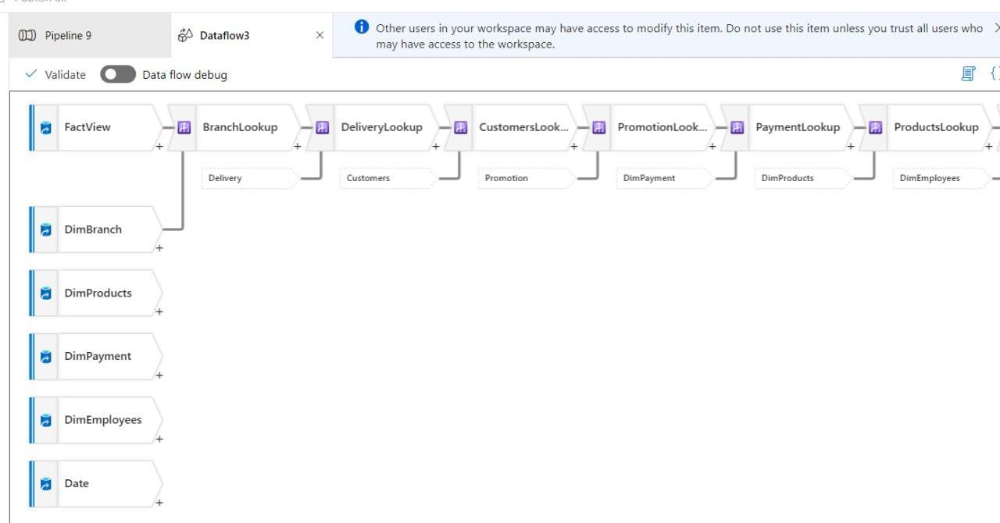 Pipeline 9
Dataflow3
Other users in your workspace may have access to modify this item. Do not use this item unless you trust all users who
may have access to the workspace.
Validate
Data flow debug
FactView
BranchLookup
DeliveryLookup
CustomersLook...
PromotionLook...
PaymentLookup
ProductsLookup
+ + + + + + +
Delivery
Customers
Promotion
DimPayment
DimProducts
DimEmployees
DimBranch
+
DimProducts
+
DimPayment
+
DimEmployees
+
Date
+